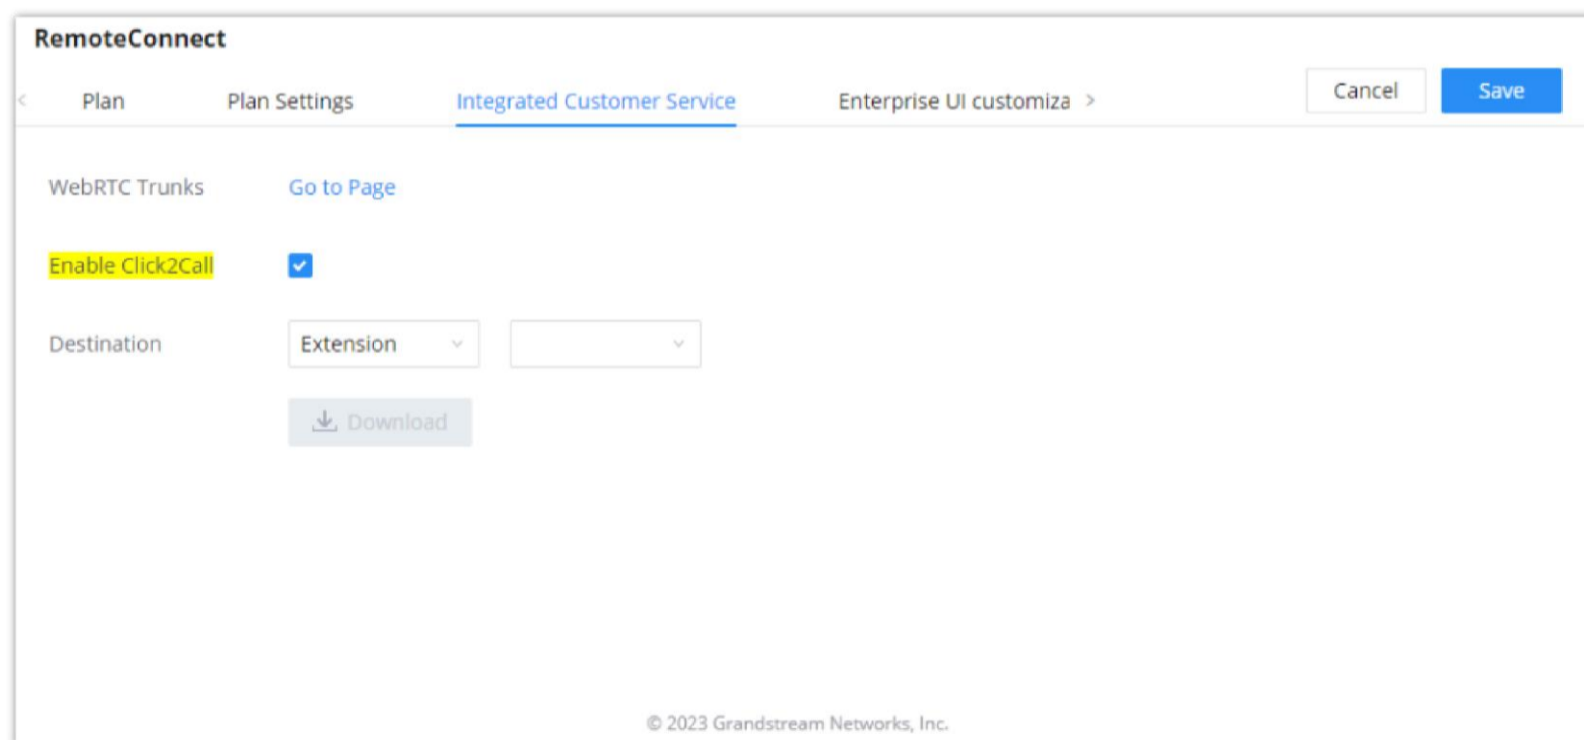 RemoteConnect
Plan Plan Settings Integrated Customer Service Enterprise UI customiza Cancel Save
WebRTC Trunks Go to Page
Enable Click2Call
Destination Extension
Download
© 2023 Grandstream Networks, Inc.